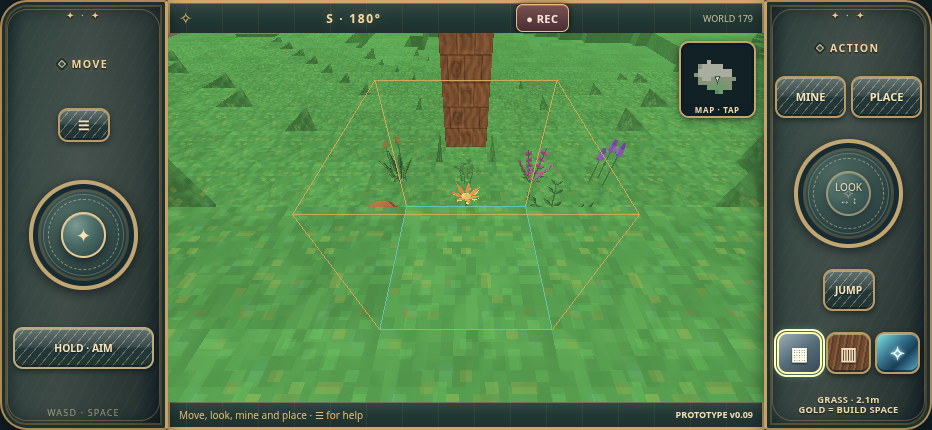 MOVE
HOLD · AIM
WASD · SPACE
S · 180°
● REC
WORLD 179
MAP · TAP
Move, look, mine and place · ☰ for help
PROTOTYPE v0.09
ACTION
MINE
PLACE
LOOK
JUMP
GRASS · 2.1m
GOLD = BUILD SPACE